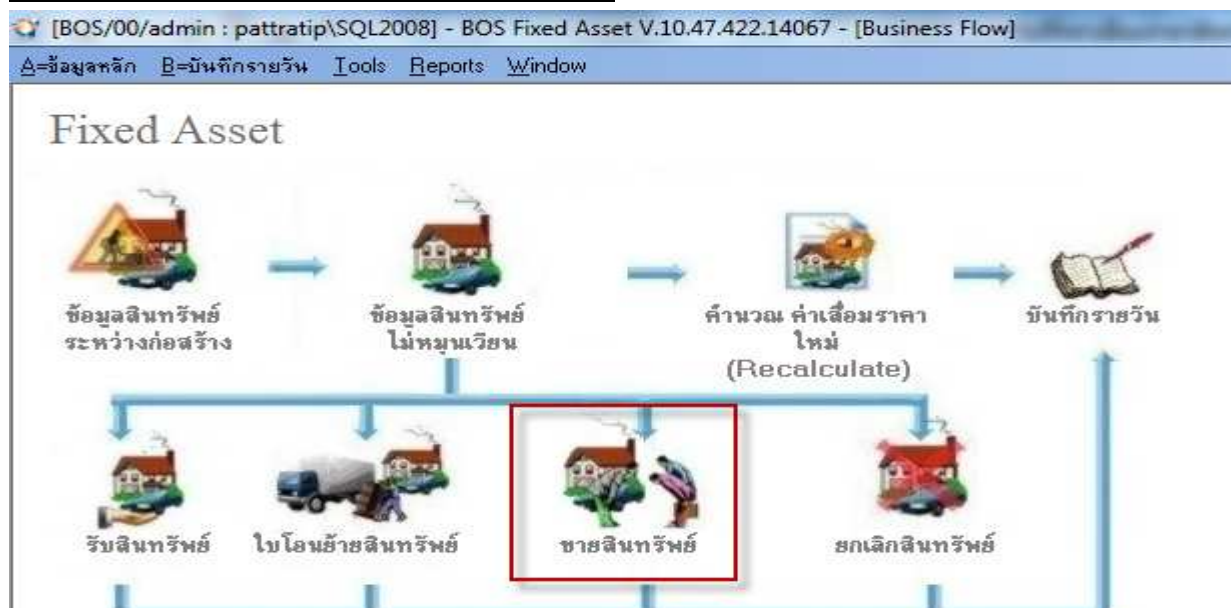 [BOS/00/admin : pattratip\SQL2008] - BOS Fixed Asset V.10.47.422.14067 - [Business Flow]
A=ข้อมูลหลัก B=บันทึกรายวัน Tools Reports Window
Fixed Asset
ข้อมูลสินทรัพย์
ระหว่างก่อสร้าง
ข้อมูลสินทรัพย์
ไม่หมุนเวียน
คำนวณ ค่าเสื่อมราคา
ใหม่
(Recalculate)
บันทึกรายวัน
รับสินทรัพย์
ใบโอนย้ายสินทรัพย์
ขายสินทรัพย์
ยกเลิกสินทรัพย์